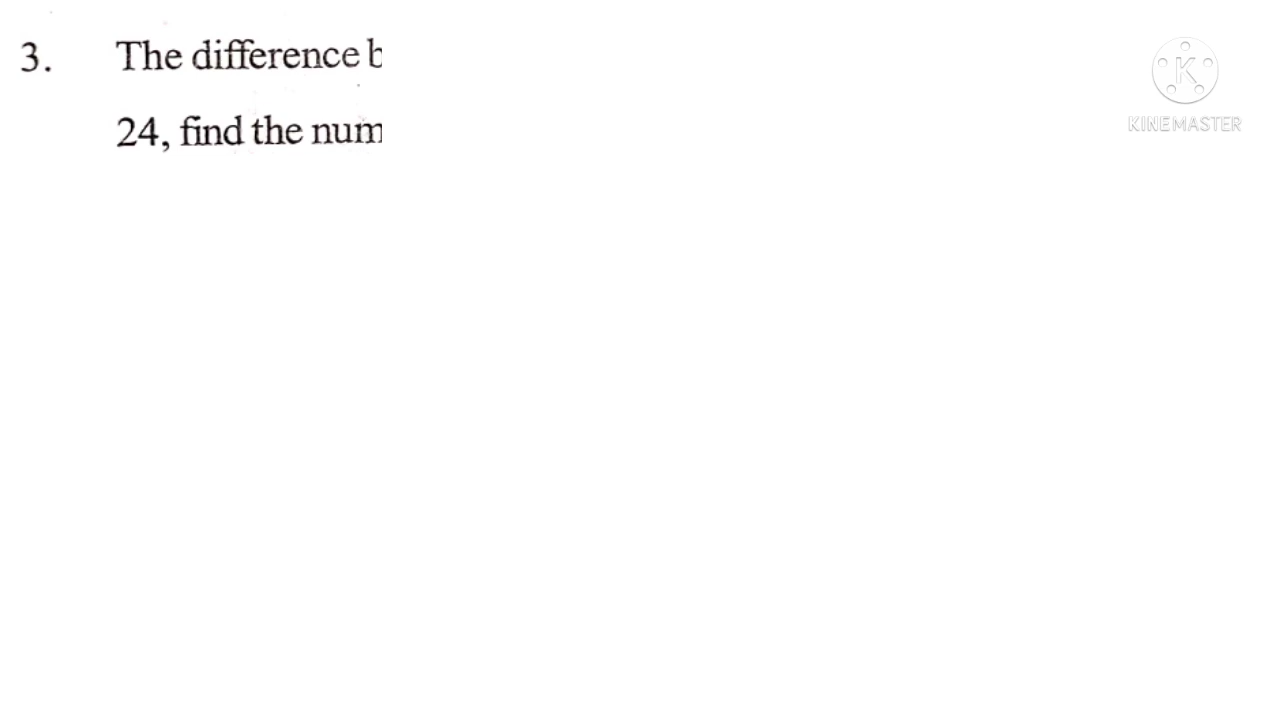 3. The difference b
24, find the num
KINEMASTER